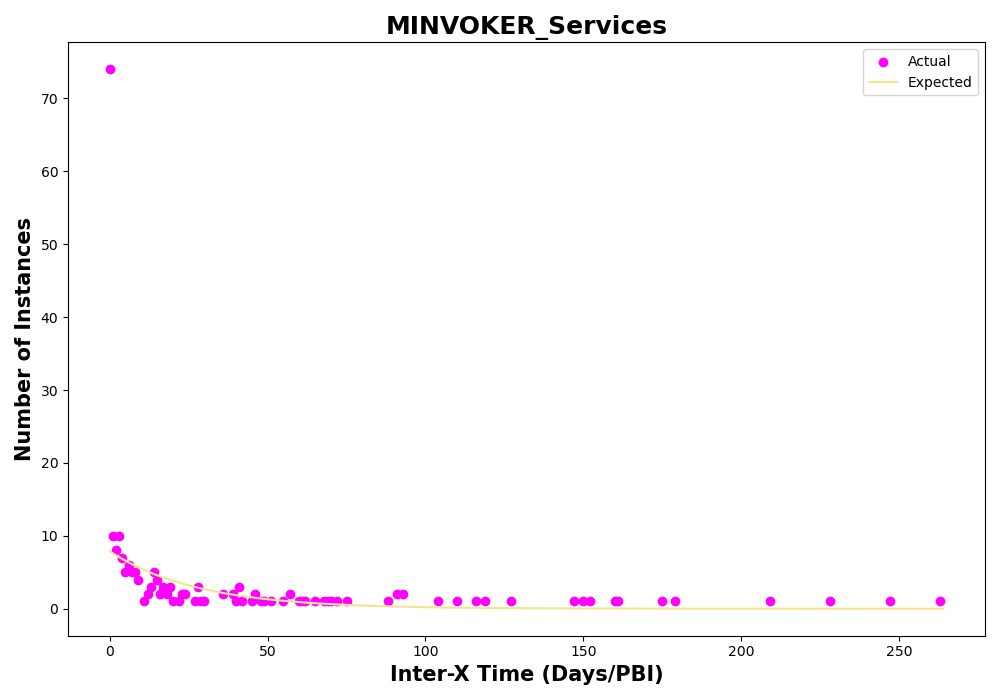 MINVOKER_Services
Actual
Expected
Number of Instances
70
60
50
40
30
20
10
0
0
50
100
150
200
250
Inter-X Time (Days/PBI)